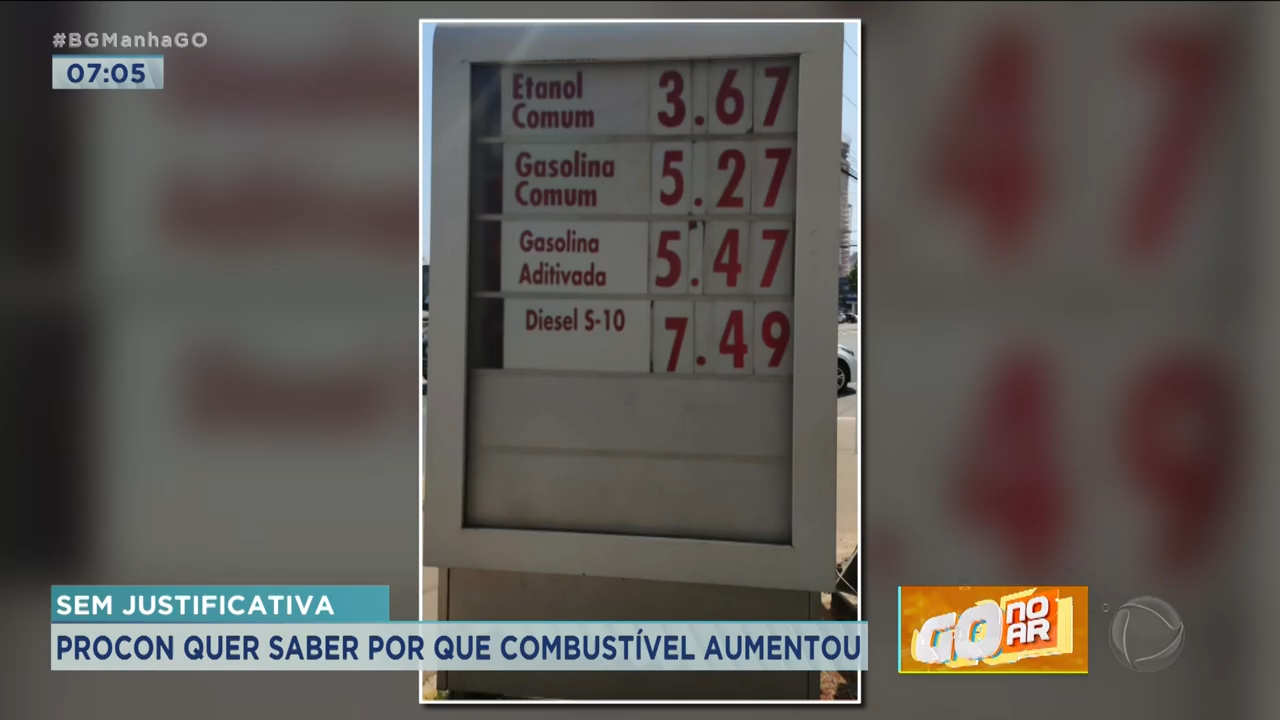 #BGManhaGO
07:05
Etanol
Comum
3.67
Gasolina
Comum
5.27
Gasolina
Aditivada
5.47
Diesel S-10
7.49
SEM JUSTIFICATIVA
PROCON QUER SABER POR QUE COMBUSTÍVEL AUMENTOU
GO NO AR